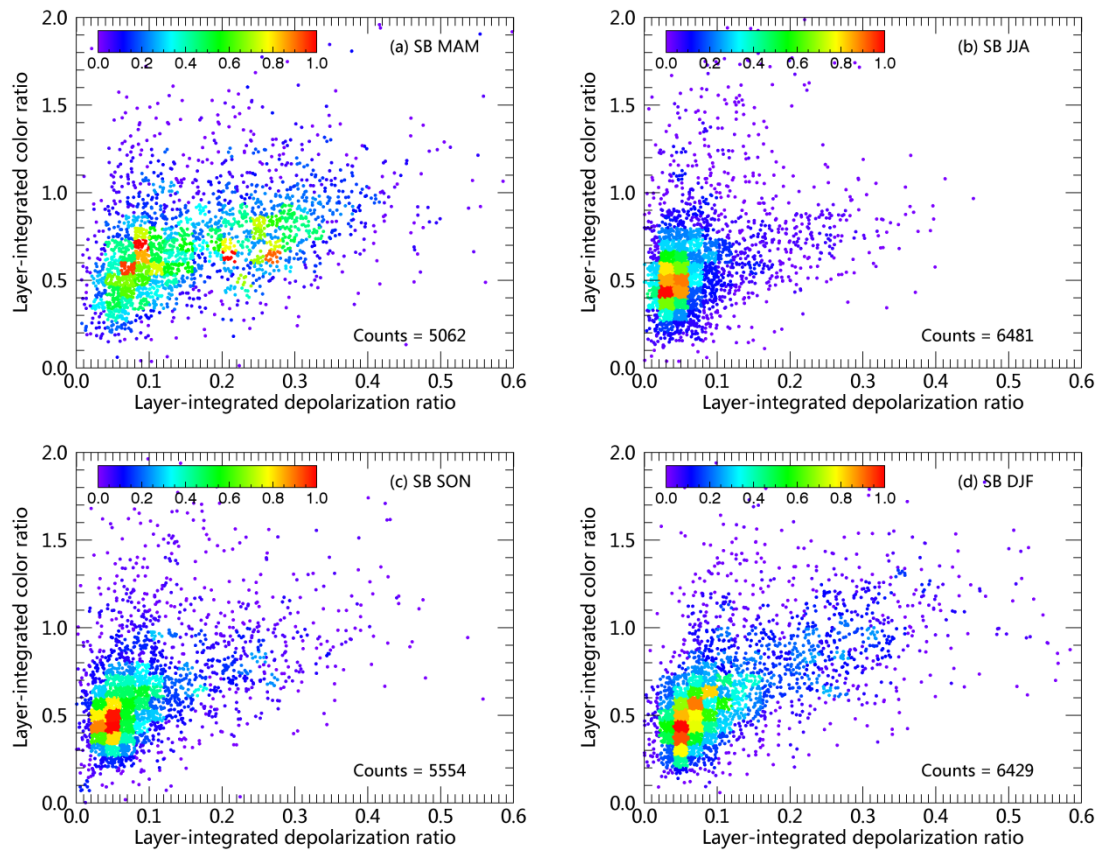 2.0
(a) SB MAM
0.0 0.2 0.4 0.6 0.8 1.0
1.5
1.0
0.5
0.0
Layer-integrated color ratio
Counts = 5062
0.0 0.1 0.2 0.3 0.4 0.5 0.6
Layer-integrated depolarization ratio
2.0
(b) SB JJA
0.0 0.2 0.4 0.6 0.8 1.0
1.5
1.0
0.5
0.0
Layer-integrated color ratio
Counts = 6481
0.0 0.1 0.2 0.3 0.4 0.5 0.6
Layer-integrated depolarization ratio
2.0
(c) SB SON
0.0 0.2 0.4 0.6 0.8 1.0
1.5
1.0
0.5
0.0
Layer-integrated color ratio
Counts = 5554
0.0 0.1 0.2 0.3 0.4 0.5 0.6
Layer-integrated depolarization ratio
2.0
(d) SB DJF
0.0 0.2 0.4 0.6 0.8 1.0
1.5
1.0
0.5
0.0
Layer-integrated color ratio
Counts = 6429
0.0 0.1 0.2 0.3 0.4 0.5 0.6
Layer-integrated depolarization ratio